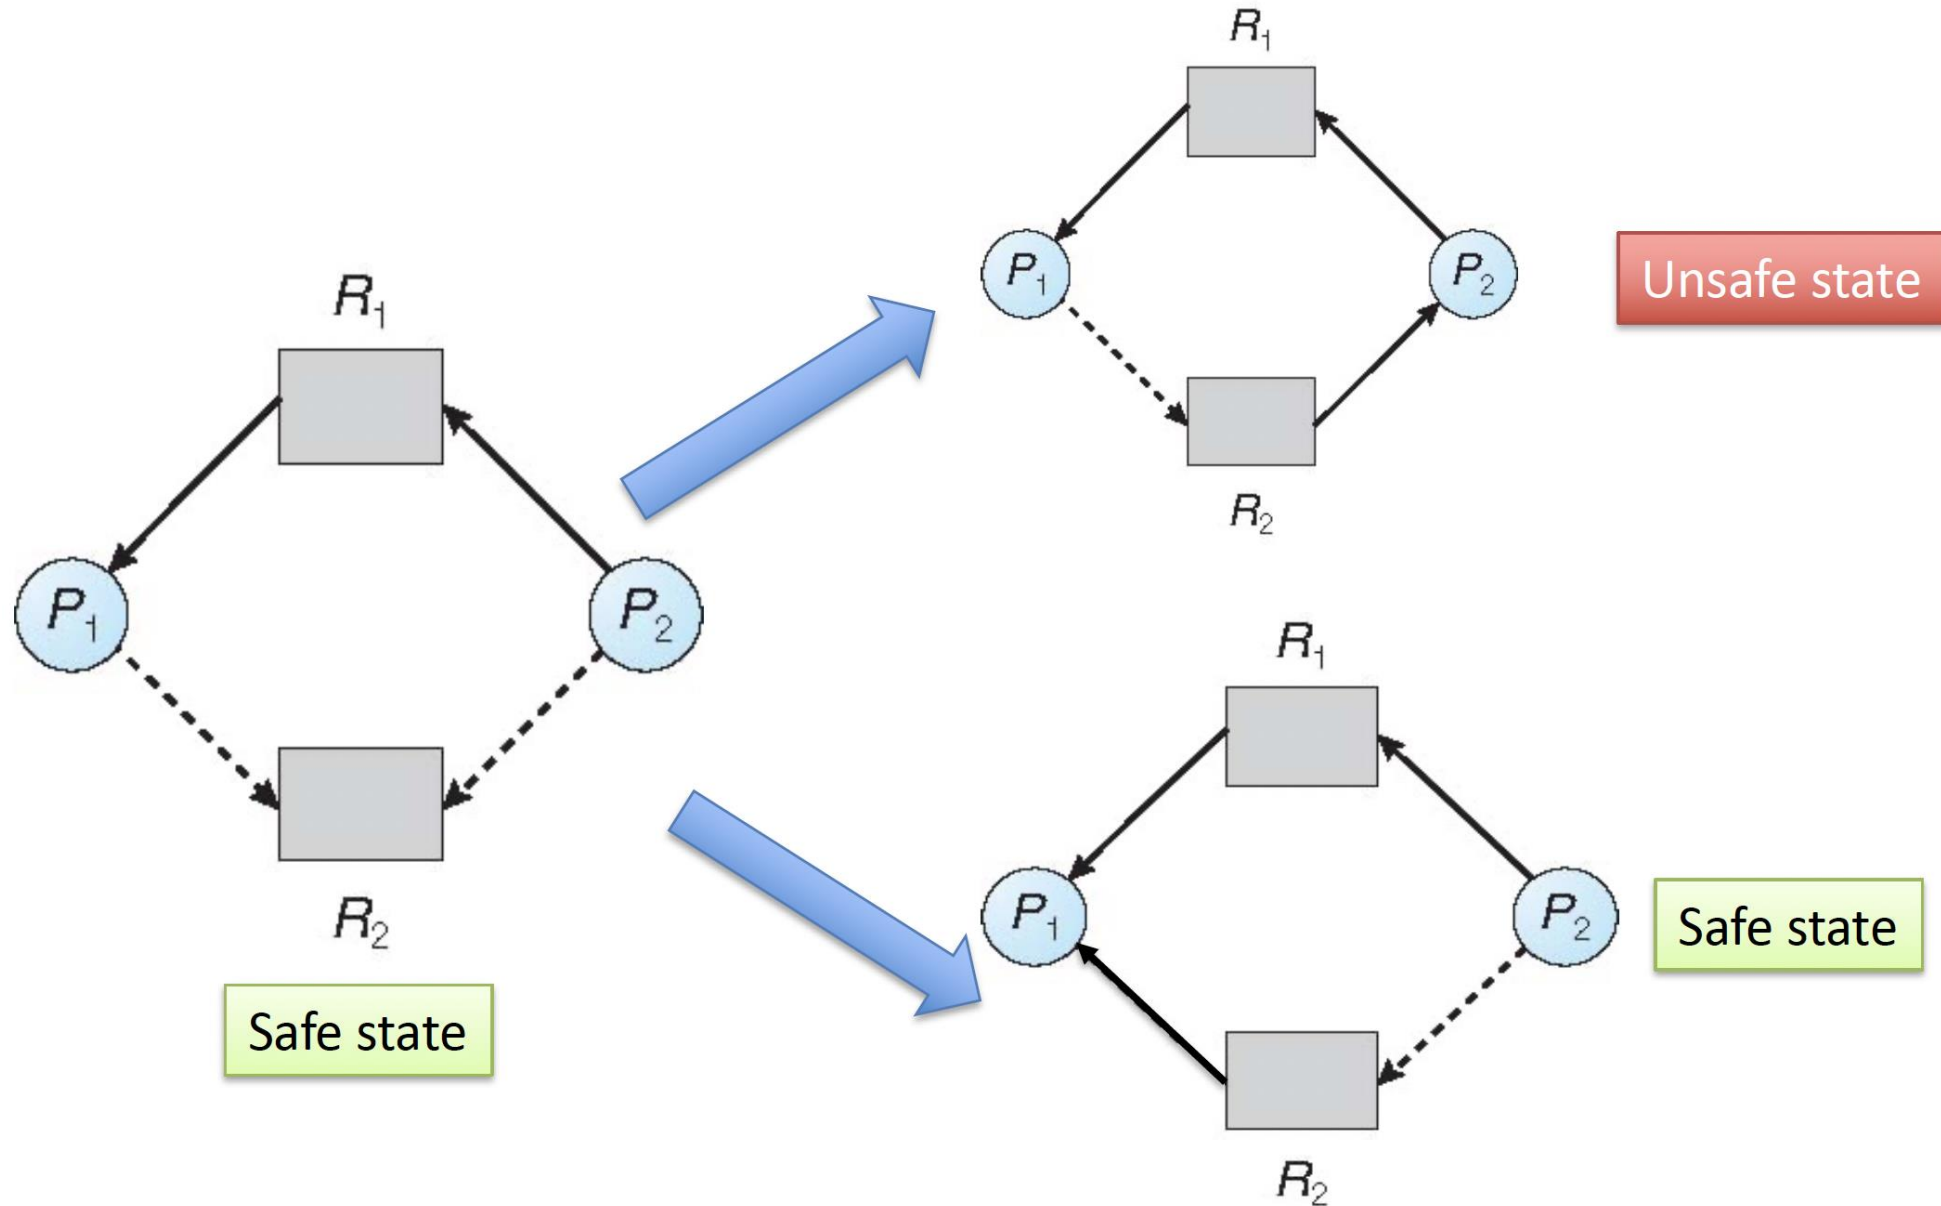 R₁
P₁
P₂
R₂
Safe state
R₁
P₁
P₂
Unsafe state
R₂
R₁
P₁
P₂
Safe state
R₂